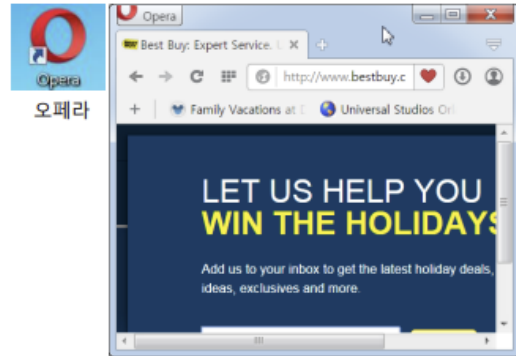 Opera
오페라
Opera
Best Buy: Expert Service.
http://www.bestbuy.c
Family Vacations at
Universal Studios Orl
LET US HELP YOU
WIN THE HOLIDAYS
Add us to your inbox to get the latest holiday deals,
ideas, exclusives and more.